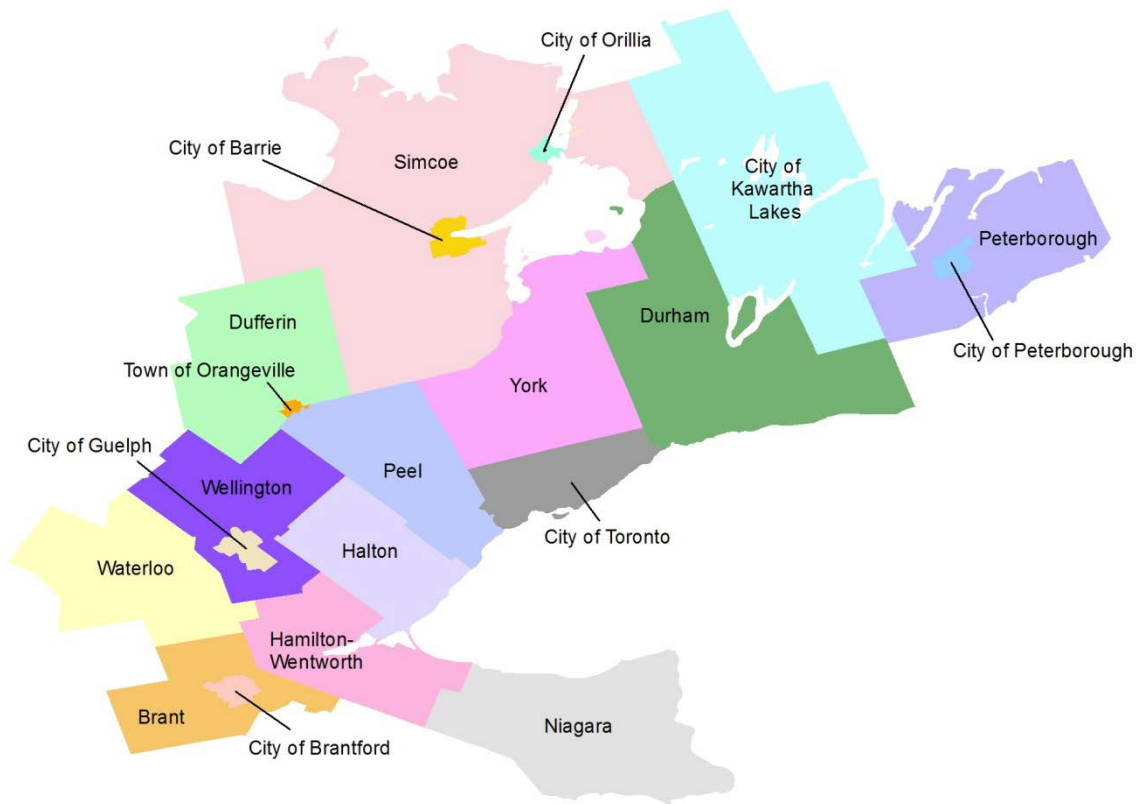 City of Orillia
City of Barrie
Simcoe
City of
Kawartha
Lakes
Peterborough
Dufferin
Durham
City of Peterborough
Town of Orangeville
York
City of Guelph
Peel
Wellington
City of Toronto
Halton
Waterloo
Hamilton-
Wentworth
Brant
Niagara
City of Brantford